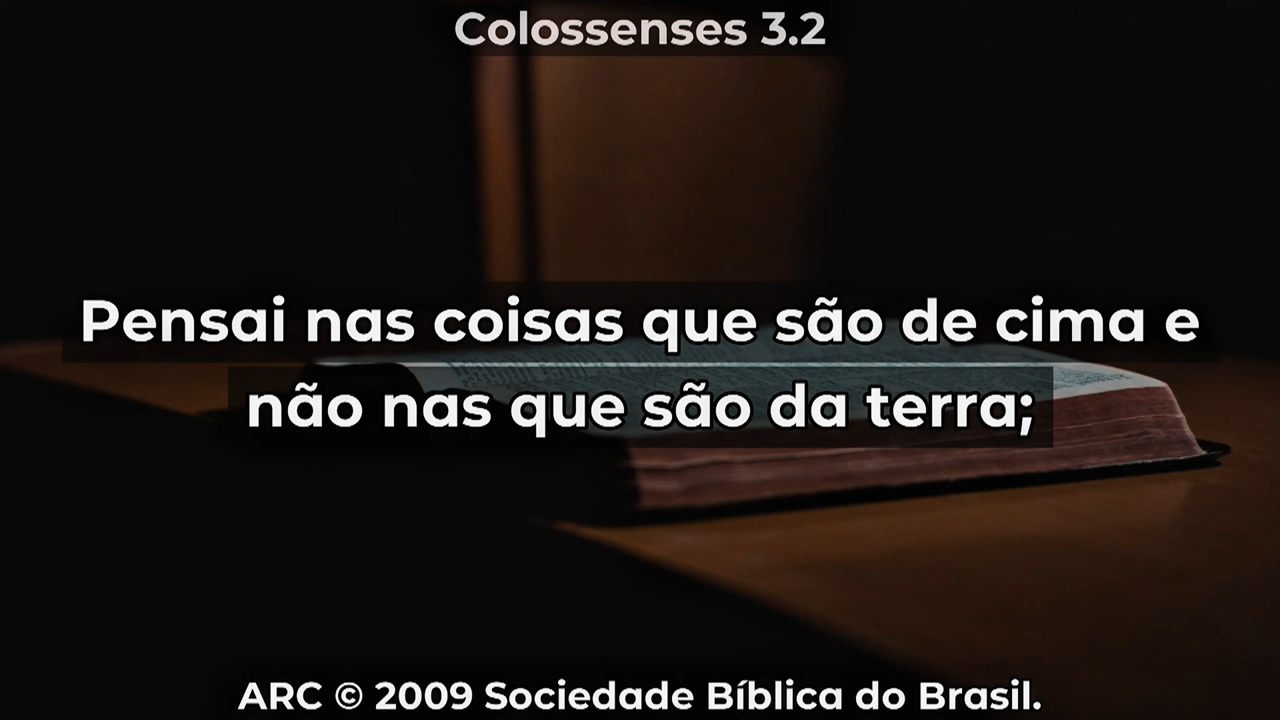 Colossenses 3.2
Pensai nas coisas que são de cima e
não nas que são da terra;
ARC © 2009 Sociedade Bíblica do Brasil.